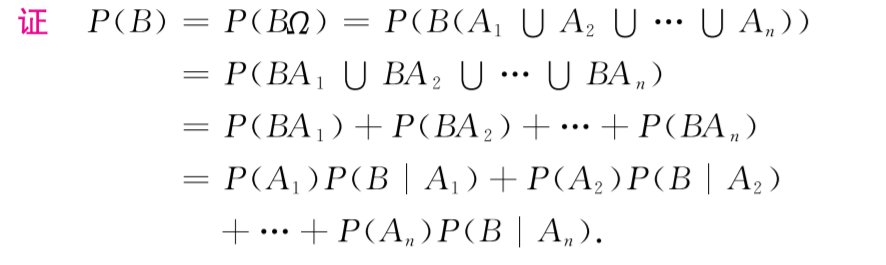 证 P(B) = P(BΩ) = P(B(A₁ ∪ A₂ ∪ ⋯ ∪ Aₙ))
= P(BA₁ ∪ BA₂ ∪ ⋯ ∪ BAₙ)
= P(BA₁) + P(BA₂) + ⋯ + P(BAₙ)
= P(A₁)P(B | A₁) + P(A₂)P(B | A₂)
+ ⋯ + P(Aₙ)P(B | Aₙ).